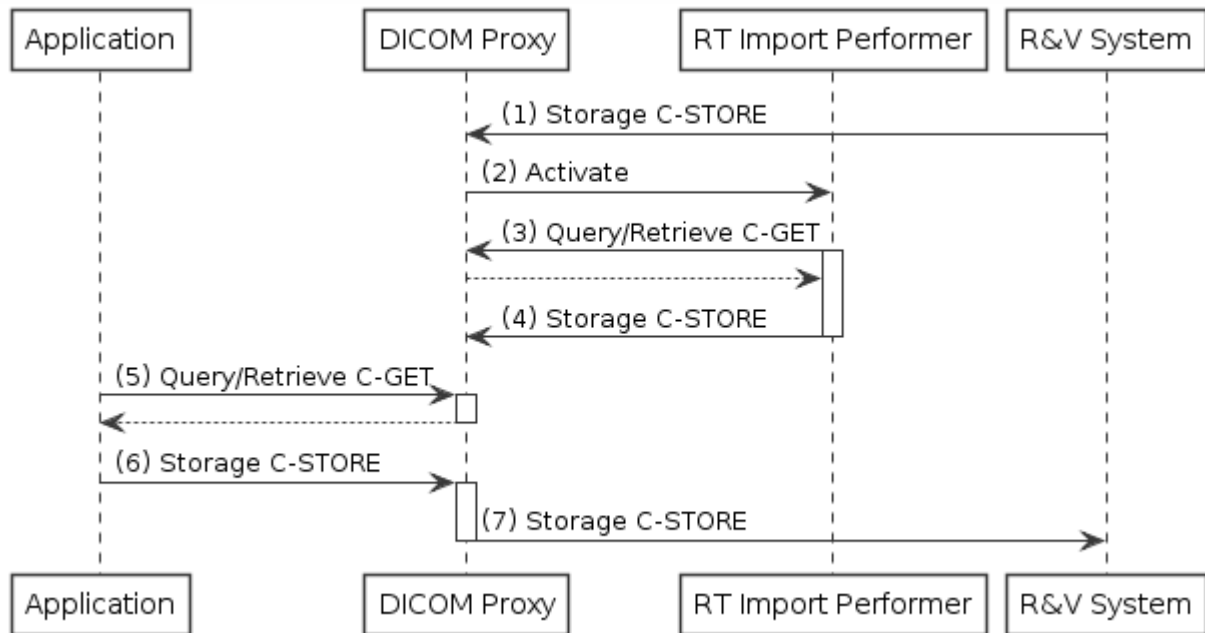 Application
DICOM Proxy
RT Import Performer
R&V System
(1) Storage C-STORE
(2) Activate
(3) Query/Retrieve C-GET
(4) Storage C-STORE
(5) Query/Retrieve C-GET
(6) Storage C-STORE
(7) Storage C-STORE
Application
DICOM Proxy
RT Import Performer
R&V System